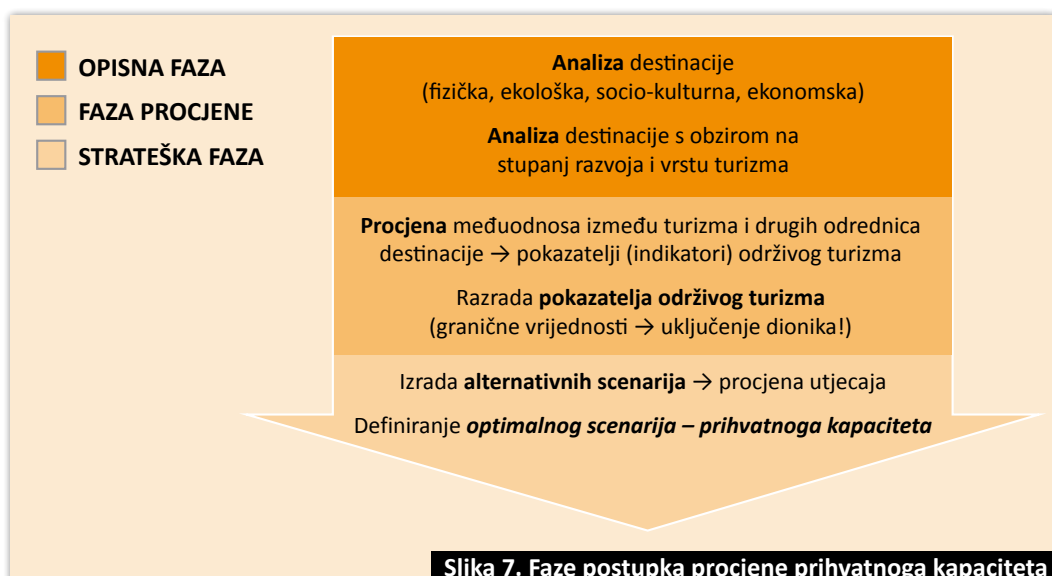 OPISNA FAZA
FAZA PROCJENE
STRATEŠKA FAZA
Analiza destinacije
(fizička, ekološka, socio-kulturna, ekonomska)
Analiza destinacije s obzirom na
stupanj razvoja i vrstu turizma
Procjena međuodnosa između turizma i drugih odrednica
destinacije → pokazatelji (indikatori) održivog turizma
Razrada pokazatelja održivog turizma
(granične vrijednosti → uključenje dionika!)
Izrada alternativnih scenarija → procjena utjecaja
Definiranje optimalnog scenarija – prihvatnoga kapaciteta
Slika 7. Faze postupka procjene prihvatnoga kapaciteta